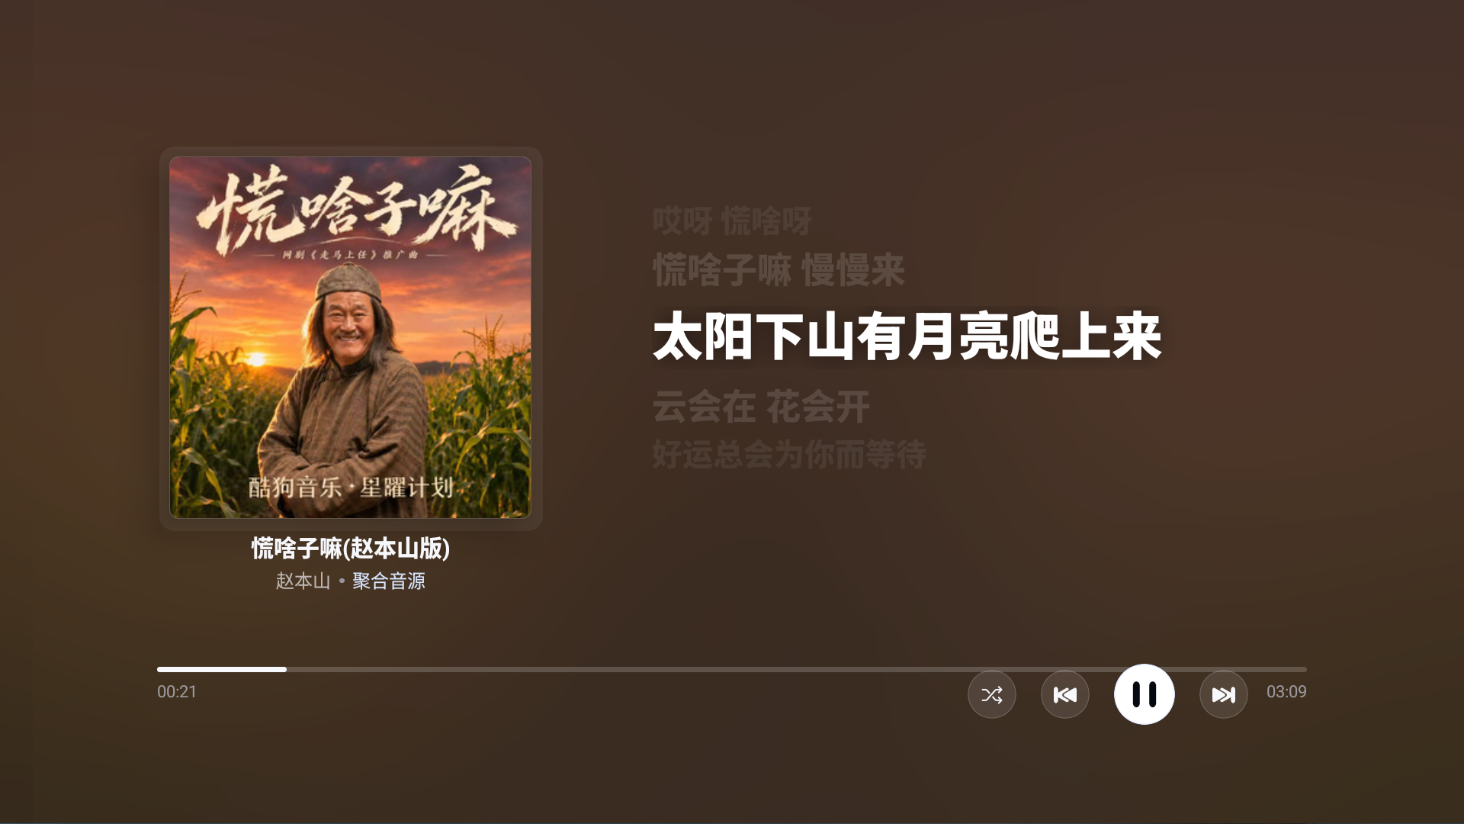 慌啥子嘛
网剧《走马上任》推广曲
酷狗音乐·星曜计划
慌啥子嘛(赵本山版)
赵本山 • 聚合音源
哎呀 慌啥呀
慌啥子嘛 慢慢来
太阳下山有月亮爬上来
云会在 花会开
好运总会为你而等待
00:21
03:09